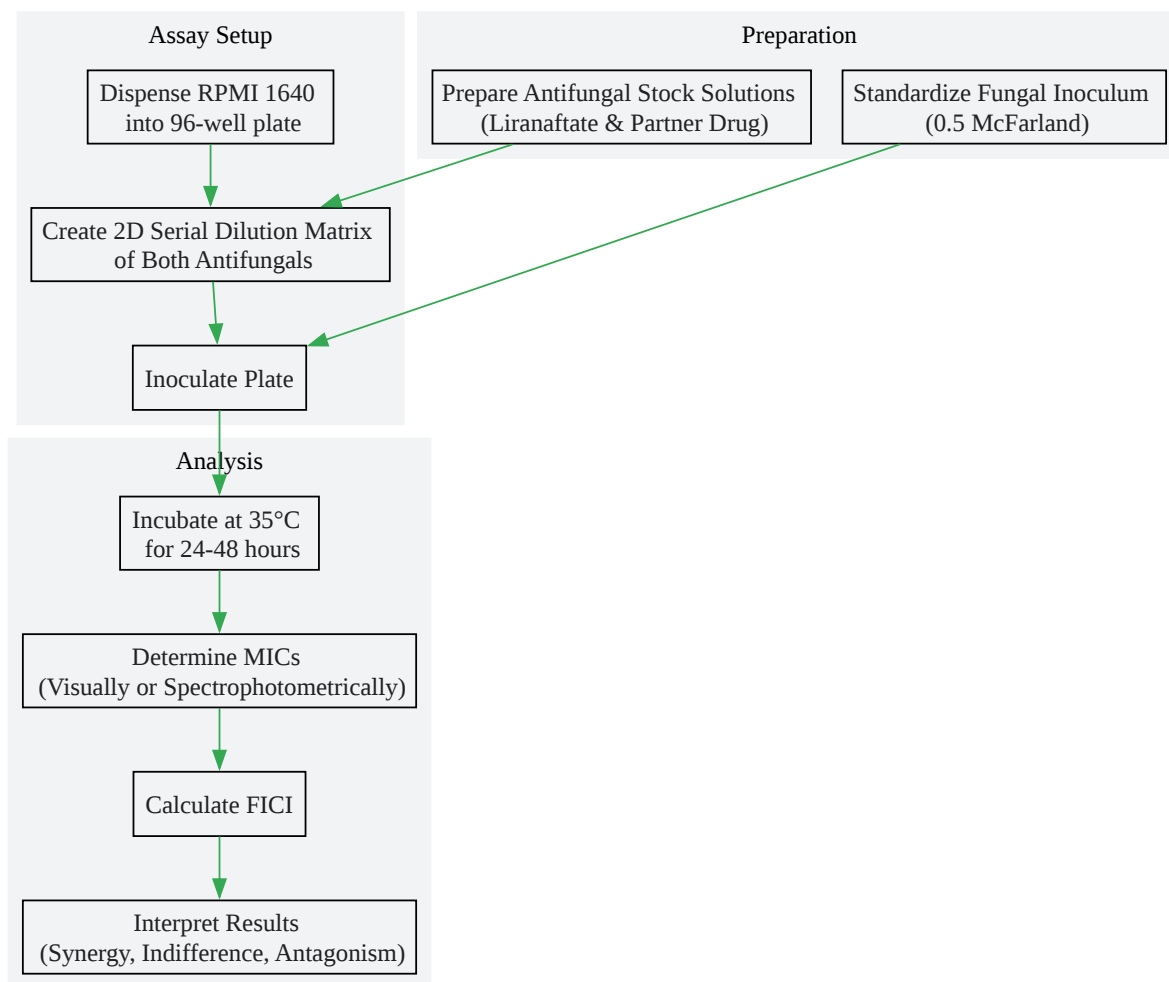 Assay Setup
Preparation
Dispense RPMI 1640
into 96-well plate
Prepare Antifungal Stock Solutions
(Liranaftate & Partner Drug)
Standardize Fungal Inoculum
(0.5 McFarland)
Create 2D Serial Dilution Matrix
of Both Antifungals
Inoculate Plate
Analysis
Incubate at 35°C
for 24-48 hours
Determine MICs
(Visually or Spectrophotometrically)
Calculate FICI
Interpret Results
(Synergy, Indifference, Antagonism)